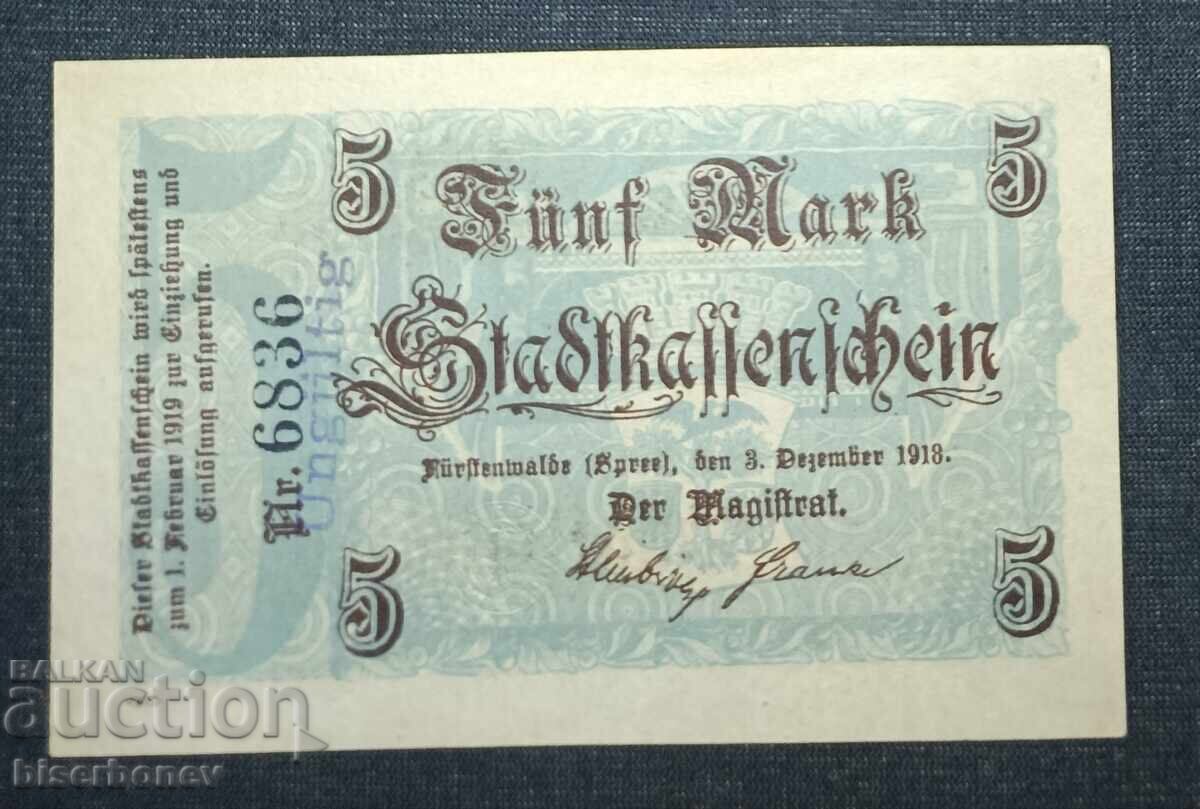 Dieser Stadtkassenschein wird spätestens
zum 1. Februar 1919 zur Einziehung und
Einlösung aufgerufen.
Nr. 6836
Ungültig
5
5
Fünf Mark
Stadtkassenschein
Fürstenwalde (Spree), den 3. Dezember 1918.
Der Magistrat.
5
5
BALKAN
auction
biserbonev